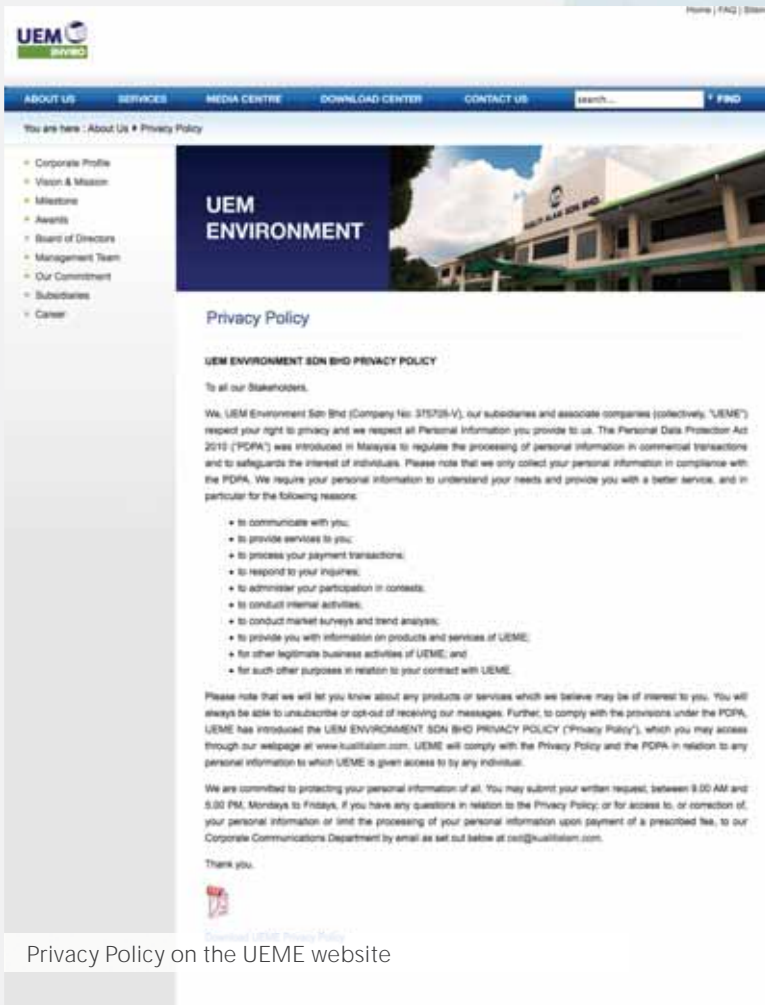 Home | FAQ |
UEM
ENVIRO
ABOUT US SERVICES MEDIA CENTRE DOWNLOAD CENTER CONTACT US search... FIND
You are here : About Us Privacy Policy
Corporate Profile
Vision & Mission
Milestone
Awards
Board of Directors
Management Team
Our Commitment
Subsidiaries
Career
UEM
ENVIRONMENT
KUALITI ALAM SDN BHD
Privacy Policy
UEM ENVIRONMENT SDN BHD PRIVACY POLICY
To all our Stakeholders,
We, UEM Environment Sdn Bhd (Company No: 375705-V), our subsidiaries and associate companies (collectively, "UEME")
respect your right to privacy and we respect all Personal Information you provide to us. The Personal Data Protection Act
2010 ("PDPA") was introduced in Malaysia to regulate the processing of personal information in commercial transactions
and to safeguards the interest of individuals. Please note that we only collect your personal information in compliance with
the PDPA. We require your personal information to understand your needs and provide you with a better service, and in
particular for the following reasons:
• to communicate with you;
• to provide services to you;
• to process your payment transactions;
• to respond to your inquiries;
• to administer your participation in contests;
• to conduct internal activities;
• to conduct market surveys and trend analysis;
• to provide you with information on products and services of UEME;
• for other legitimate business activities of UEME; and
• for such other purposes in relation to your contract with UEME.
Please note that we will let you know about any products or services which we believe may be of interest to you. You will
always be able to unsubscribe or opt-out of receiving our messages. Further, to comply with the provisions under the PDPA,
UEME has introduced the UEM ENVIRONMENT SDN BHD PRIVACY POLICY ("Privacy Policy"), which you may access
through our webpage at www.kualitialam.com. UEME will comply with the Privacy Policy and the PDPA in relation to any
personal information to which UEME is given access to by any individual.
We are committed to protecting your personal information of all. You may submit your written request, between 9.00 AM and
5.00 PM, Mondays to Fridays, if you have any questions in relation to the Privacy Policy; or for access to, or correction of,
your personal information or limit the processing of your personal information upon payment of a prescribed fee, to our
Corporate Communications Department by email as set out below at ccd@kualitialam.com.
Thank you.
Download UEME Privacy Policy
Privacy Policy on the UEME website